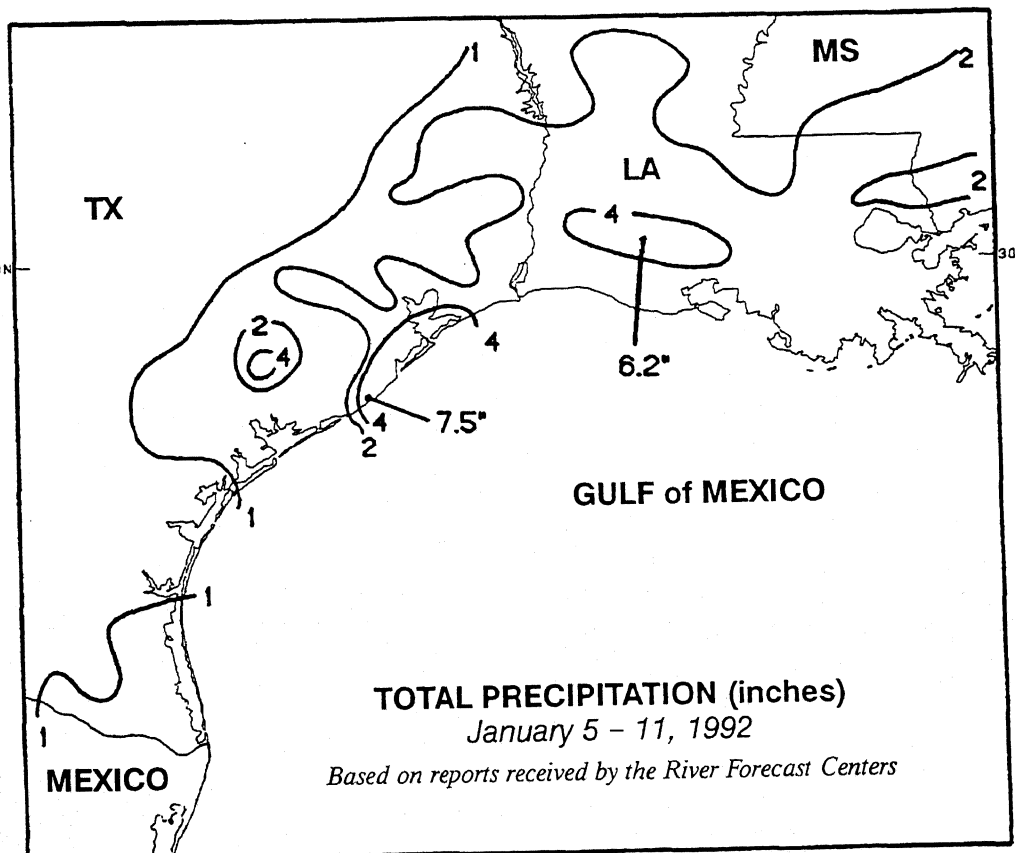 1
MS
2
LA
TX
2
4
N
30
2
4
4
6.2"
7.5"
4
2
GULF of MEXICO
1
1
TOTAL PRECIPITATION (inches)
January 5 – 11, 1992
1
MEXICO
Based on reports received by the River Forecast Centers